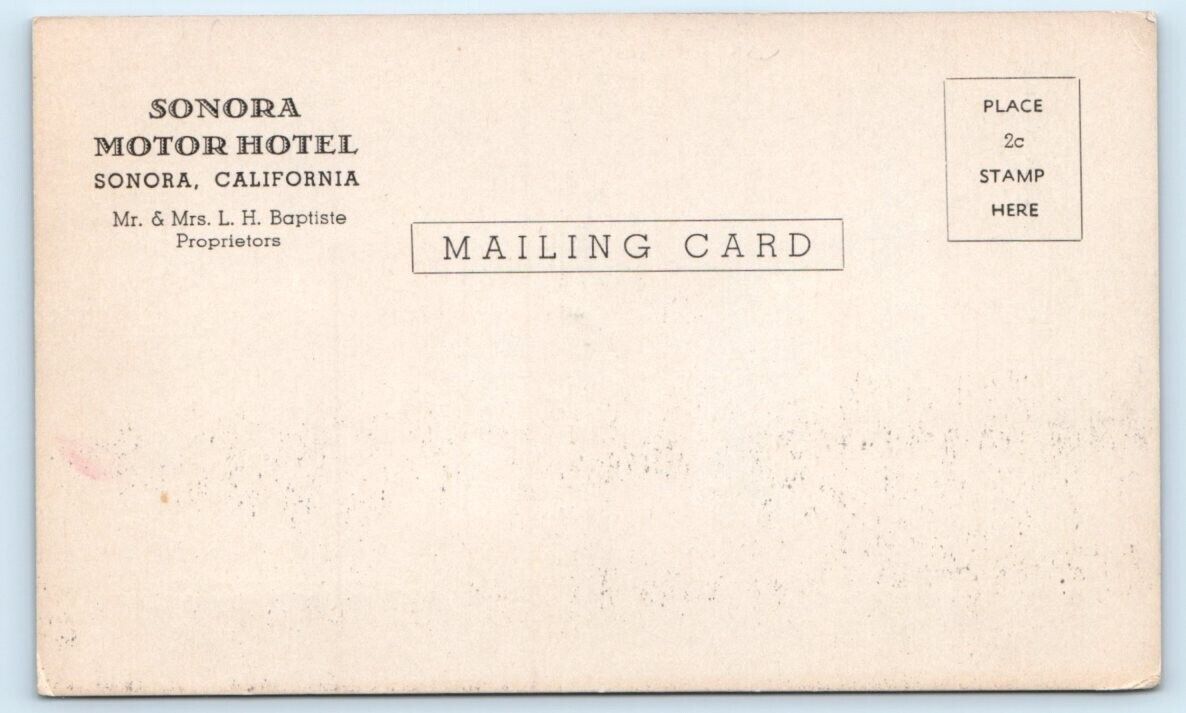 SONORA
MOTOR HOTEL
SONORA, CALIFORNIA
Mr. & Mrs. L. H. Baptiste
Proprietors
MAILING CARD
PLACE
2c
STAMP
HERE